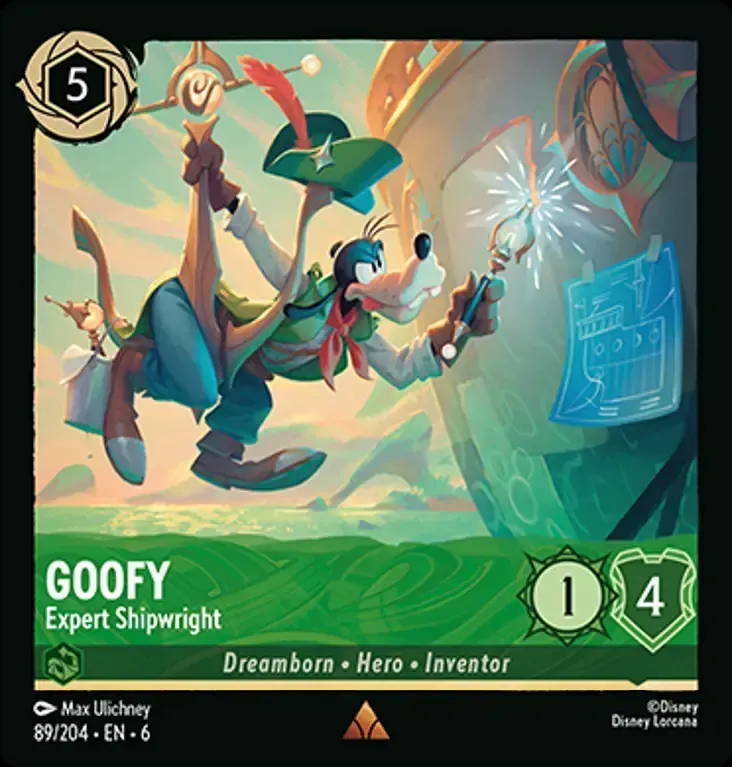 5
GOOFY
Expert Shipwright
1
4
Dreamborn • Hero • Inventor
Max Ulichney
89/204 • EN • 6
©Disney
Disney Lorcana